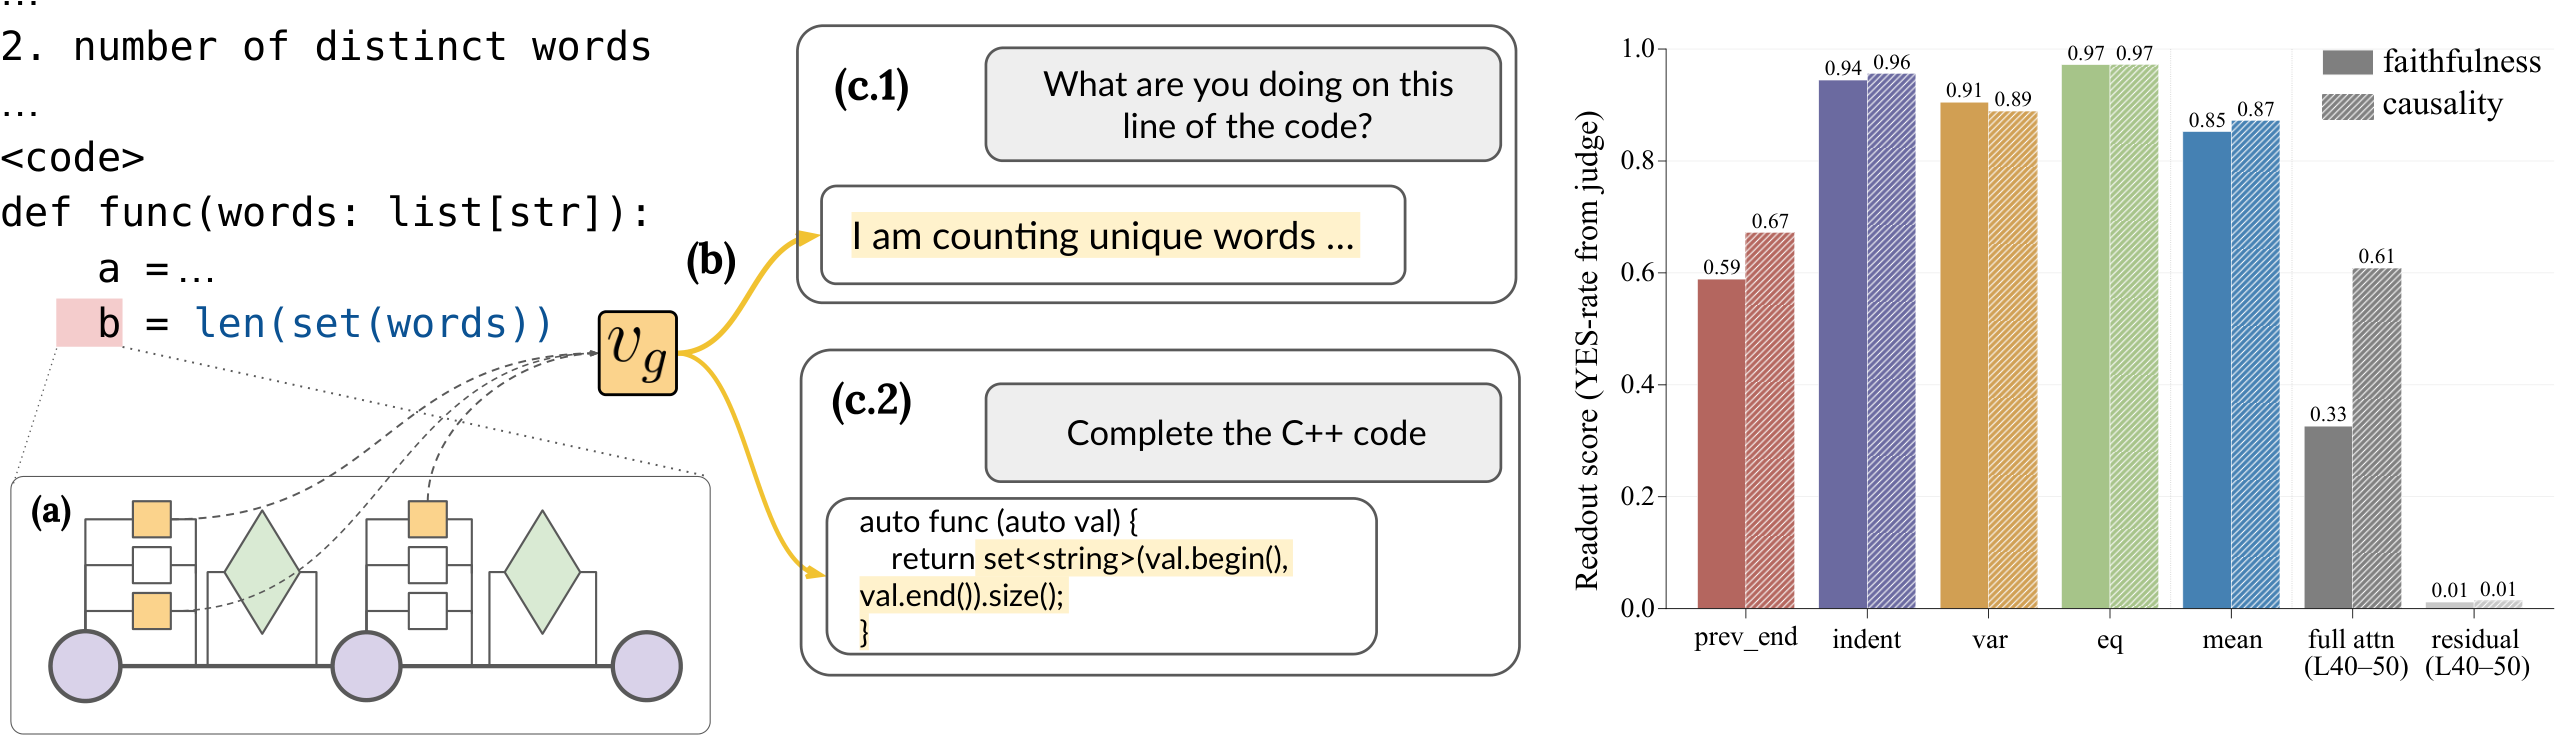 ...
2. number of distinct words
...
<code>
def func(words: list[str]):
a = ...
b = len(set(words))
(a)
v_g
(b)
(c.1)
What are you doing on this
line of the code?
I am counting unique words ...
(c.2)
Complete the C++ code
auto func (auto val) {
return set<string>(val.begin(),
val.end()).size();
}
Readout score (YES-rate from judge)
1.0
0.8
0.6
0.4
0.2
0.0
0.59
0.67
0.94
0.96
0.91
0.89
0.97
0.97
0.85
0.87
0.33
0.61
0.01
0.01
faithfulness
causality
prev_end
indent
var
eq
mean
full attn
(L40–50)
residual
(L40–50)